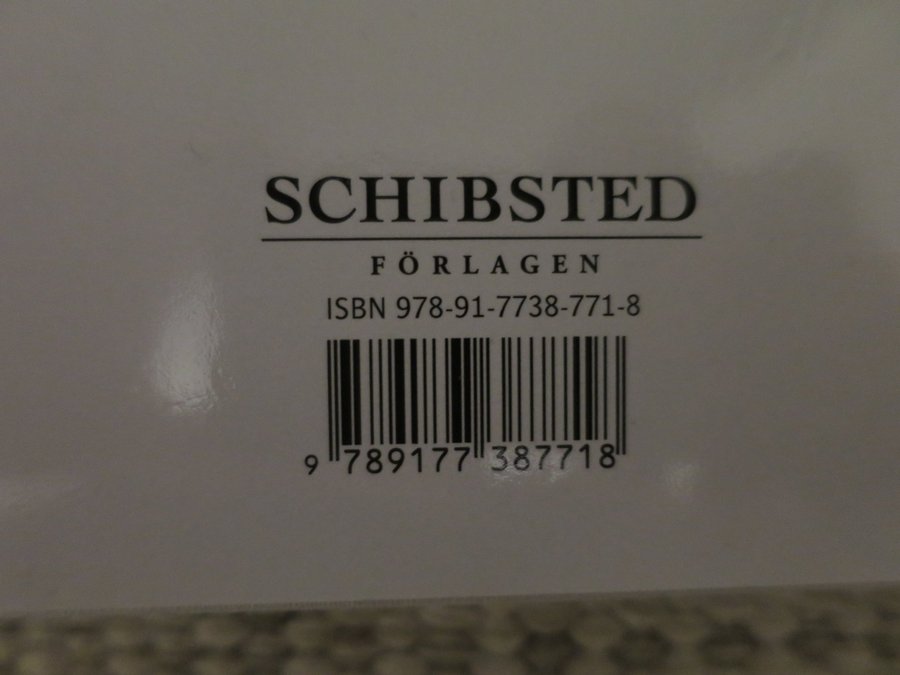 SCHIBSTED
FÖRLAGEN
ISBN 978-91-7738-771-8
9 789177 387718